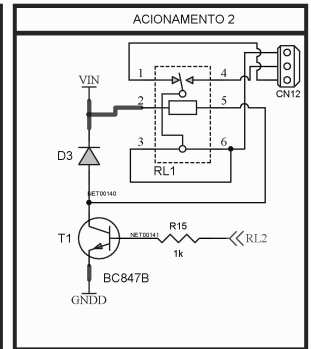 ACIONAMENTO 2
1
4
VIN
CN12
2
5
D3
3
6
RL1
NET00140
T1
R15
NET00141
RL2
1k
BC847B
GNDD